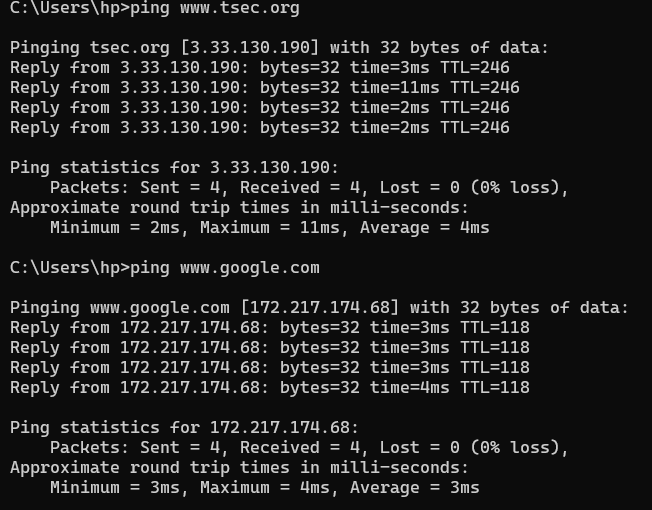 C:\Users\hp>ping www.tsec.org
Pinging tsec.org [3.33.130.190] with 32 bytes of data:
Reply from 3.33.130.190: bytes=32 time=3ms TTL=246
Reply from 3.33.130.190: bytes=32 time=11ms TTL=246
Reply from 3.33.130.190: bytes=32 time=2ms TTL=246
Reply from 3.33.130.190: bytes=32 time=2ms TTL=246
Ping statistics for 3.33.130.190:
    Packets: Sent = 4, Received = 4, Lost = 0 (0% loss),
Approximate round trip times in milli-seconds:
    Minimum = 2ms, Maximum = 11ms, Average = 4ms
C:\Users\hp>ping www.google.com
Pinging www.google.com [172.217.174.68] with 32 bytes of data:
Reply from 172.217.174.68: bytes=32 time=3ms TTL=118
Reply from 172.217.174.68: bytes=32 time=3ms TTL=118
Reply from 172.217.174.68: bytes=32 time=3ms TTL=118
Reply from 172.217.174.68: bytes=32 time=4ms TTL=118
Ping statistics for 172.217.174.68:
    Packets: Sent = 4, Received = 4, Lost = 0 (0% loss),
Approximate round trip times in milli-seconds:
    Minimum = 3ms, Maximum = 4ms, Average = 3ms